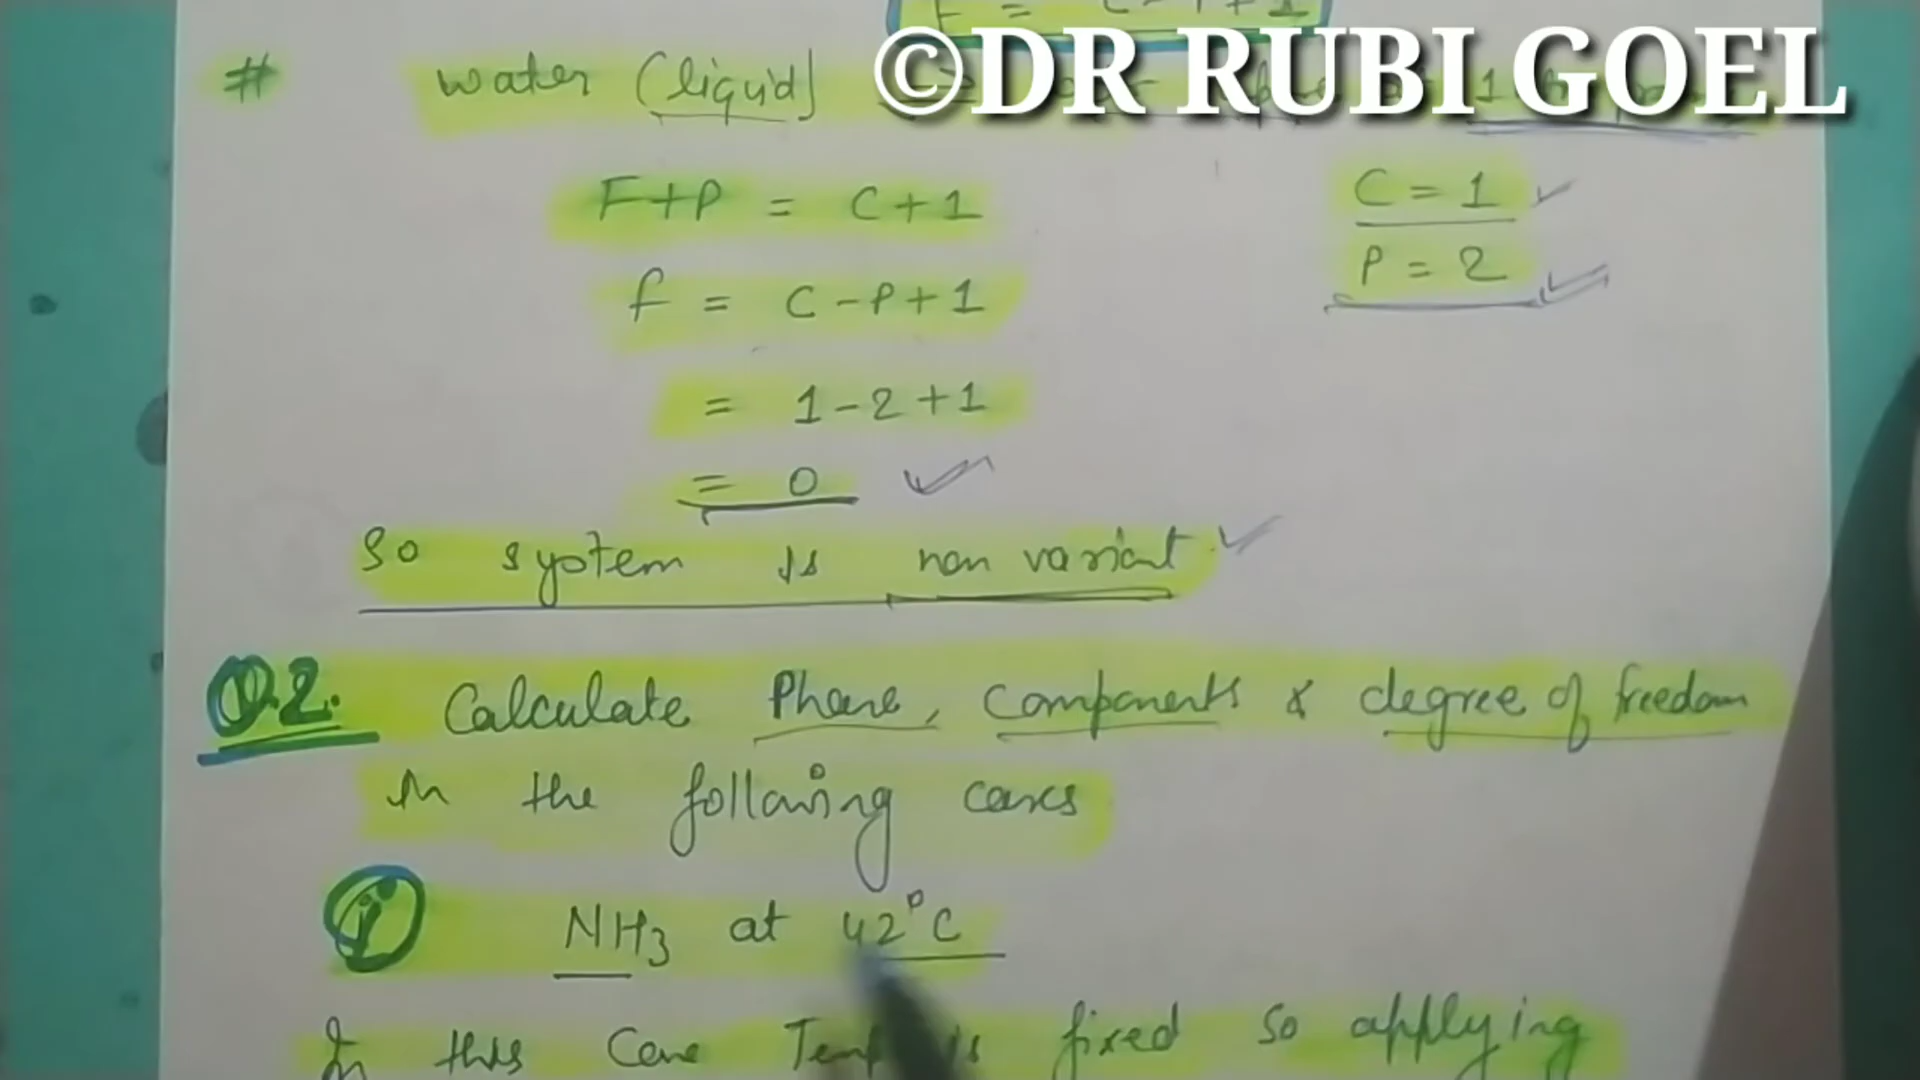 F = C - P + 1
©DR RUBI GOEL
# water (liquid) ⇌ 1
F+P = C+1
C = 1
P = 2
f = C-P+1
= 1-2+1
= 0
So system is non variant
Q.2. Calculate Phase, Components & degree of freedom
in the following cases
i NH3 at 42°C
In this Case Temp is fixed so applying